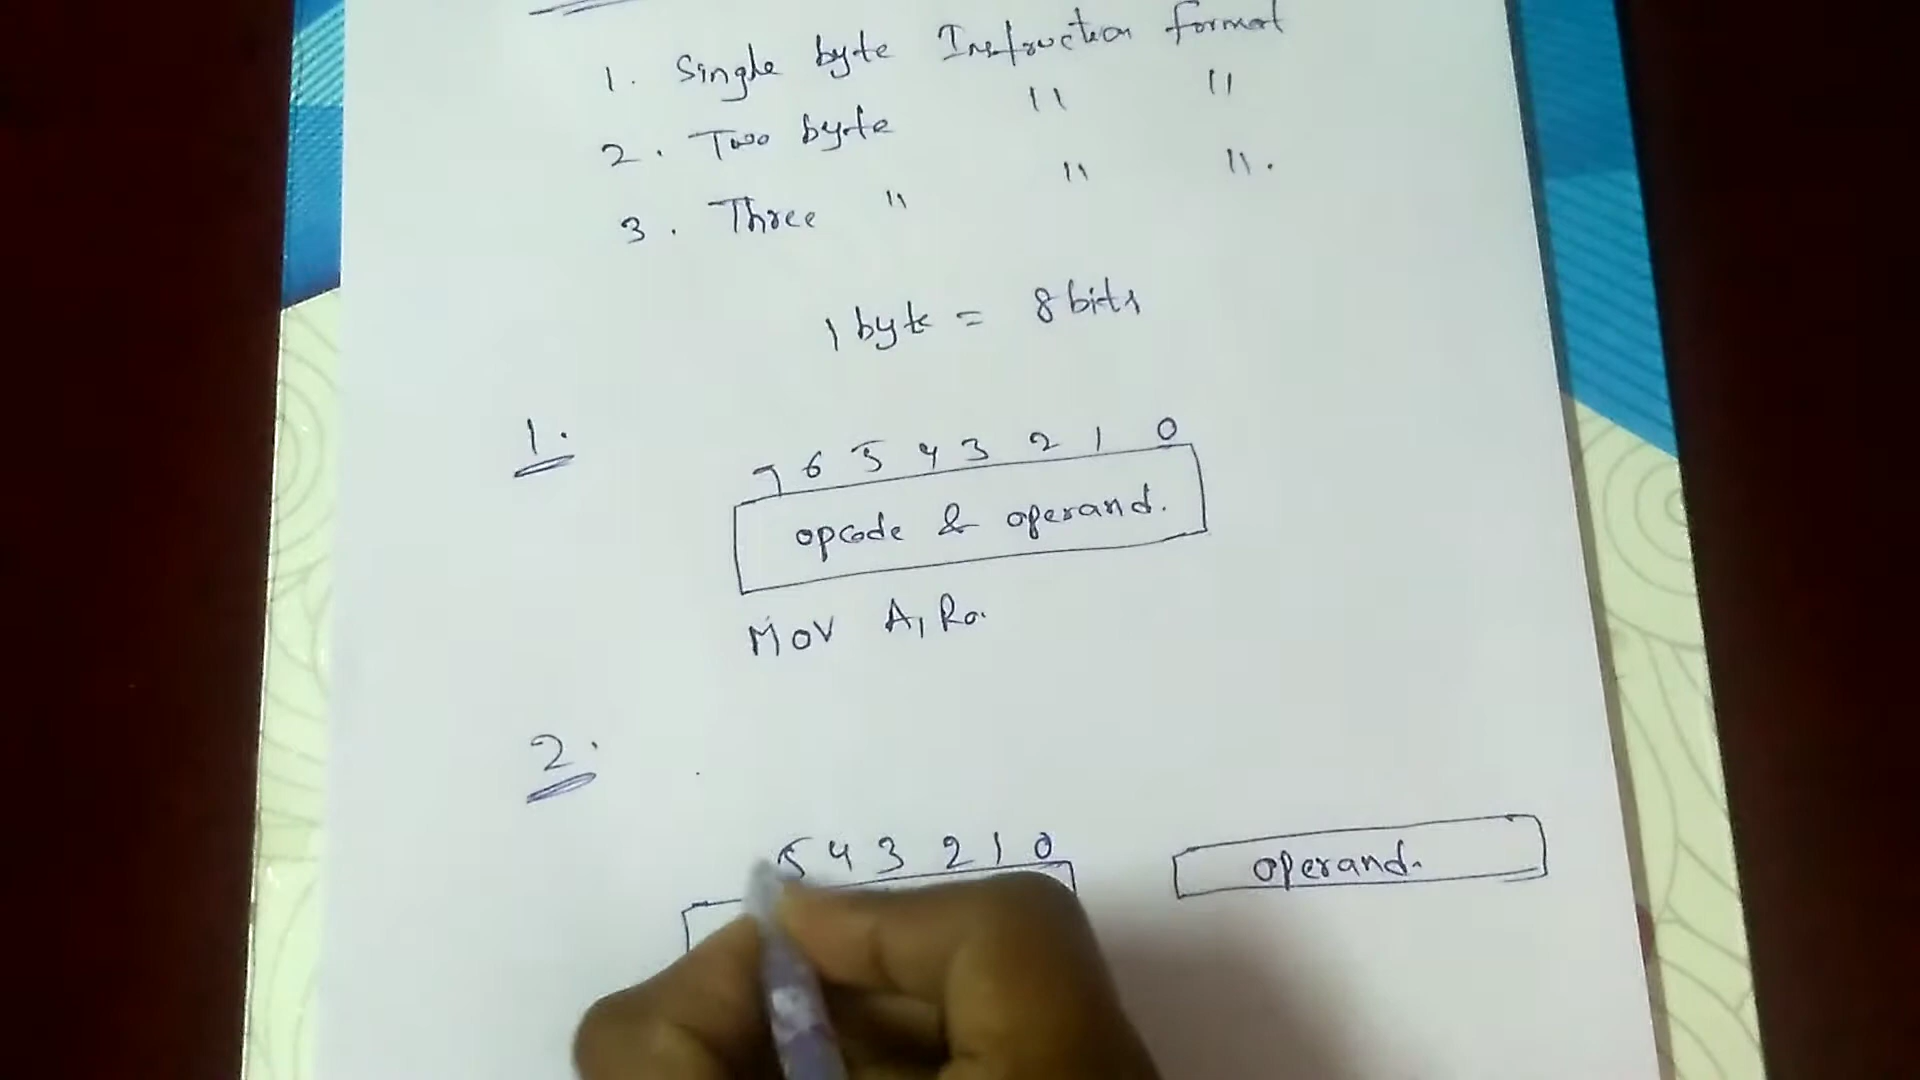 1. Single byte Instruction format
2. Two byte " "
3. Three " " ".
1 byte = 8 bits
1.
7 6 5 4 3 2 1 0
opcode & operand.
MOV A, R0.
2.
5 4 3 2 1 0
operand.